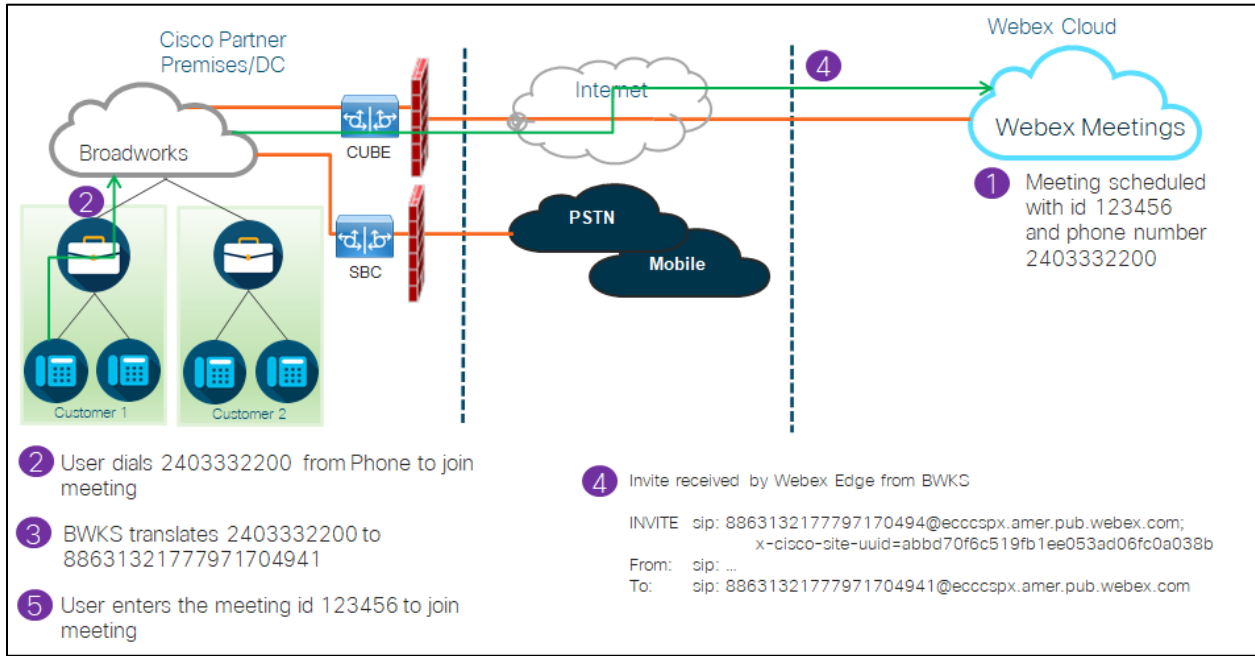 Cisco Partner
Premises/DC
Webex Cloud
4
Internet
Broadworks
CUBE
Webex Meetings
2
SBC
PSTN
Mobile
1 Meeting scheduled
with id 123456
and phone number
2403332200
Customer 1
Customer 2
2 User dials 2403332200 from Phone to join
meeting
3 BWKS translates 2403332200 to
88631321777971704941
5 User enters the meeting id 123456 to join
meeting
4 Invite received by Webex Edge from BWKS
INVITE sip: 8863132177797170494@ecccspx.amer.pub.webex.com;
x-cisco-site-uuid=abbd70f6c519fb1ee053ad06fc0a038b
From: sip: ...
To: sip: 88631321777971704941@ecccspx.amer.pub.webex.com